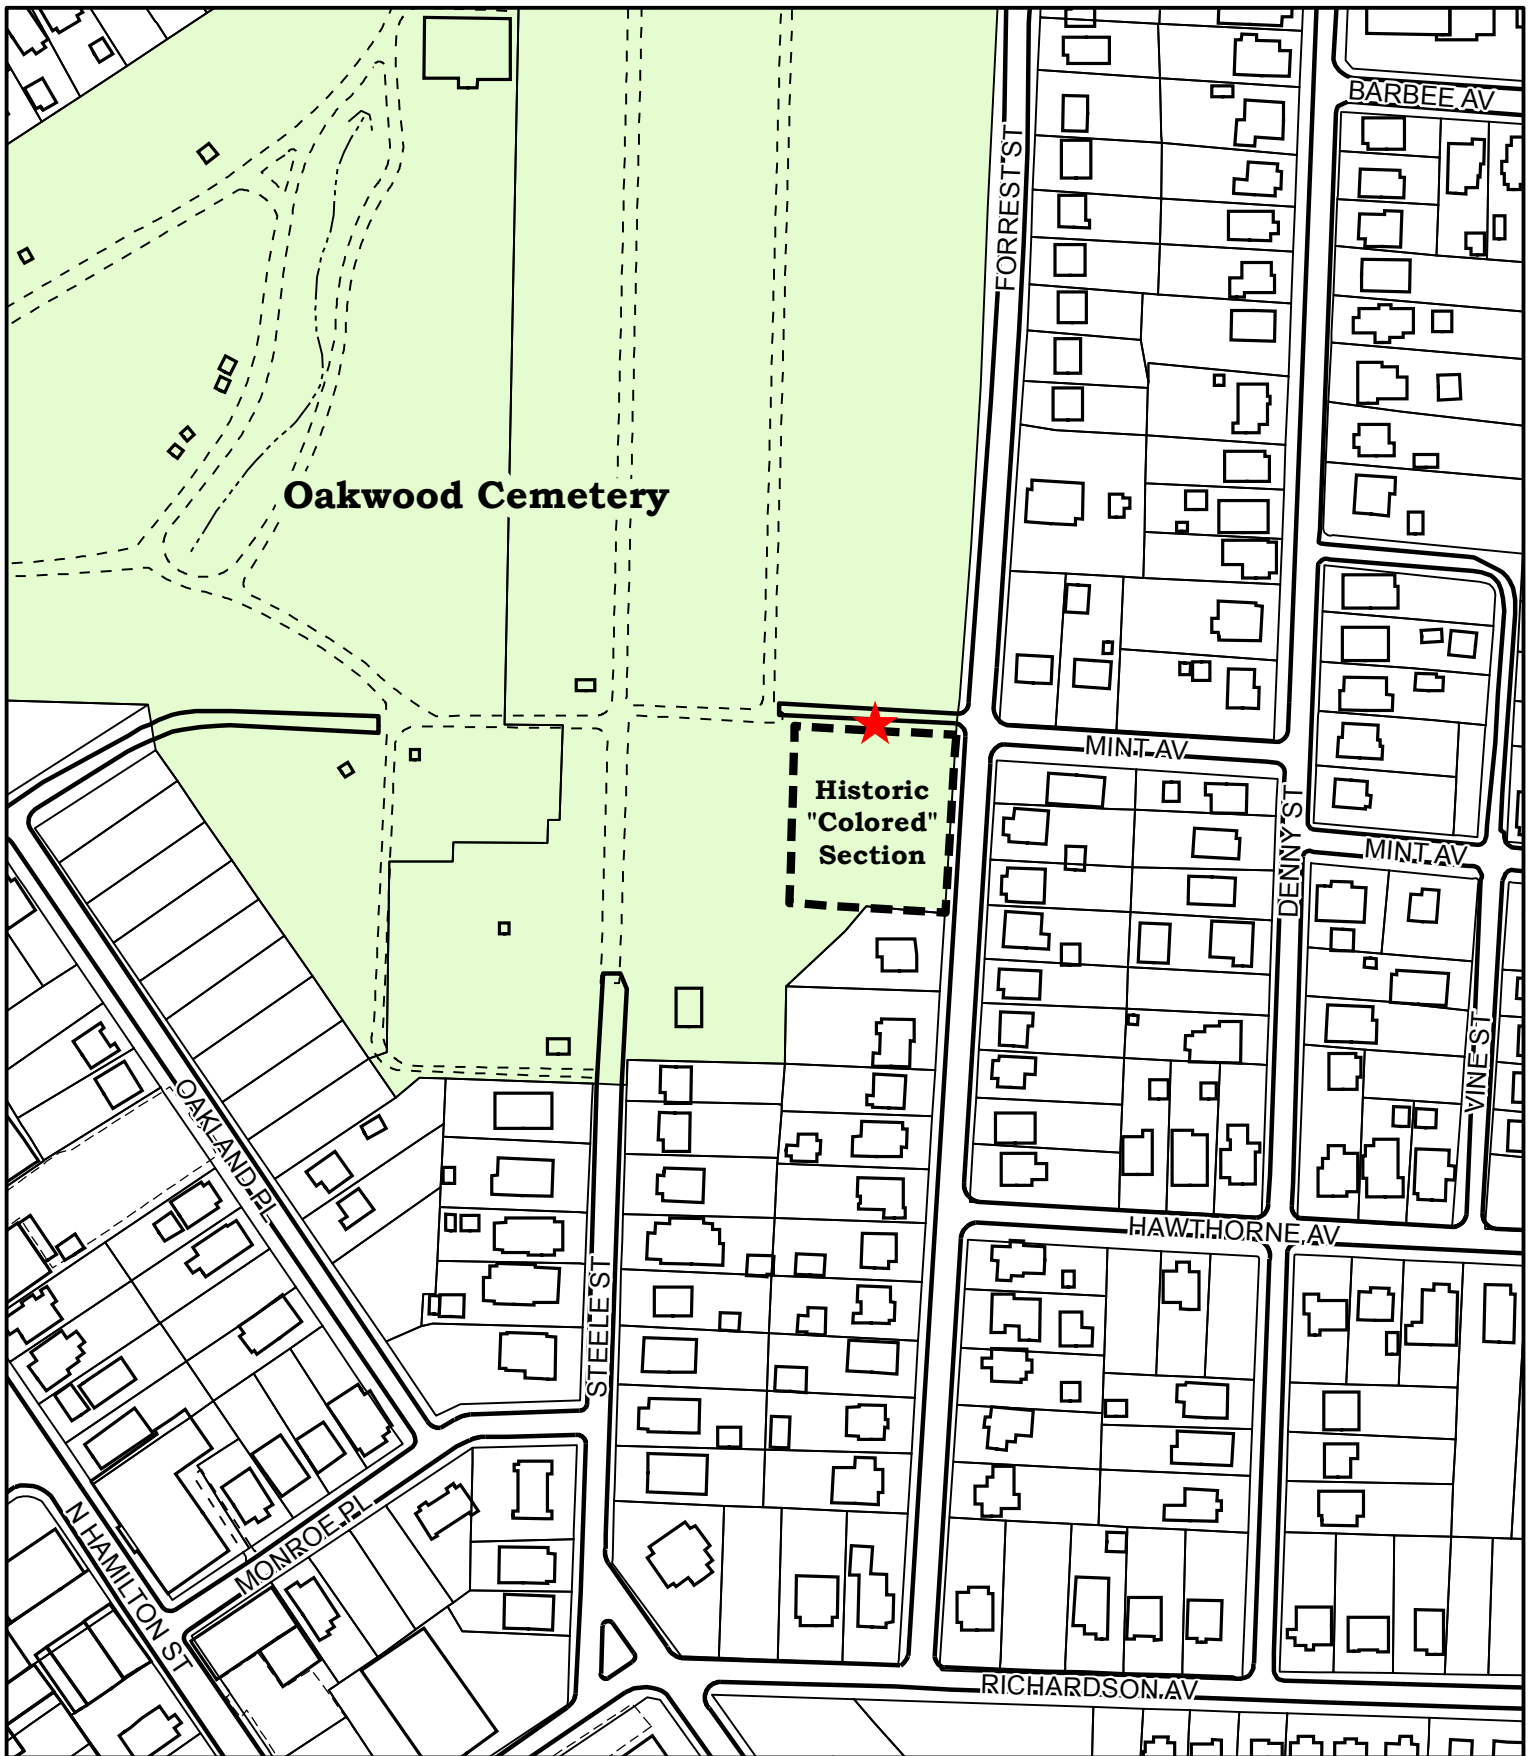 BARBEE AV
FORREST ST
Oakwood Cemetery
MINT AV
Historic
"Colored"
Section
DENNY ST
MINT AV
VINE ST
OAKLAND PL
HAWTHORNE AV
STEELE ST
MONROE PL
N HAMILTON ST
RICHARDSON AV